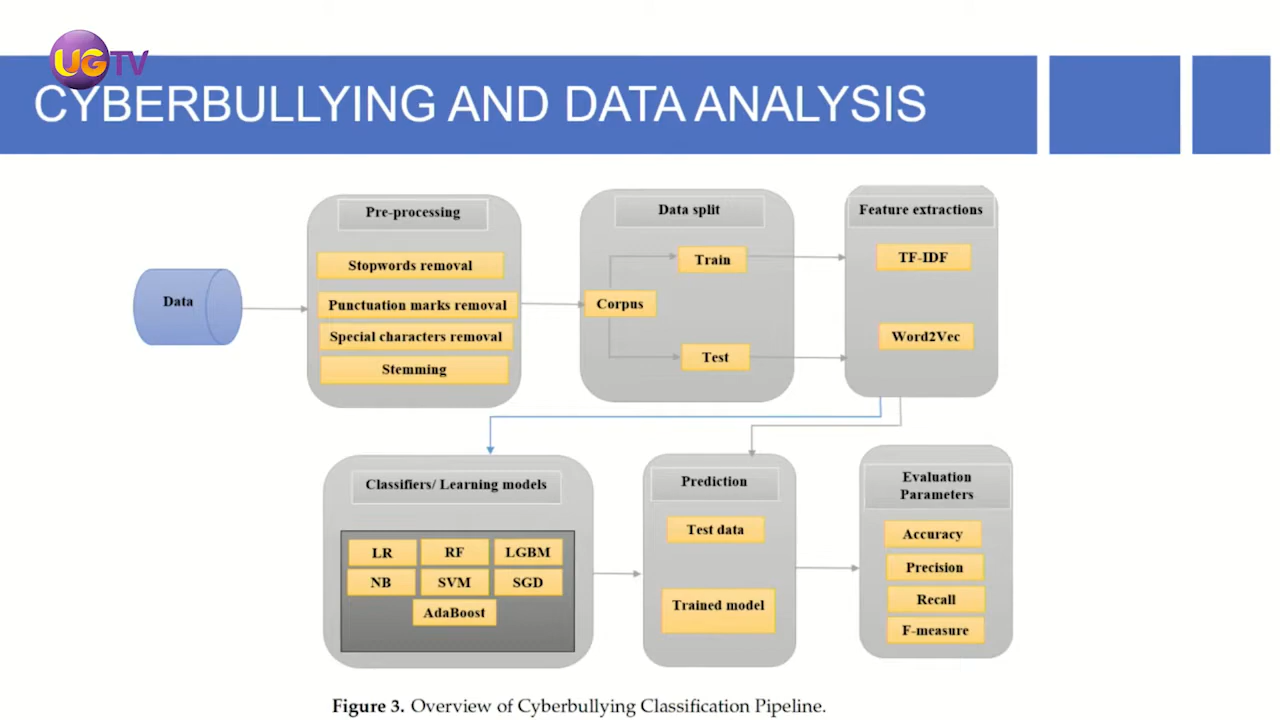 UGTV
CYBERBULLYING AND DATA ANALYSIS
Data
Pre-processing
Stopwords removal
Punctuation marks removal
Special characters removal
Stemming
Data split
Corpus
Train
Test
Feature extractions
TF-IDF
Word2Vec
Classifiers/ Learning models
LR RF LGBM
NB SVM SGD
AdaBoost
Prediction
Test data
Trained model
Evaluation
Parameters
Accuracy
Precision
Recall
F-measure
Figure 3. Overview of Cyberbullying Classification Pipeline.